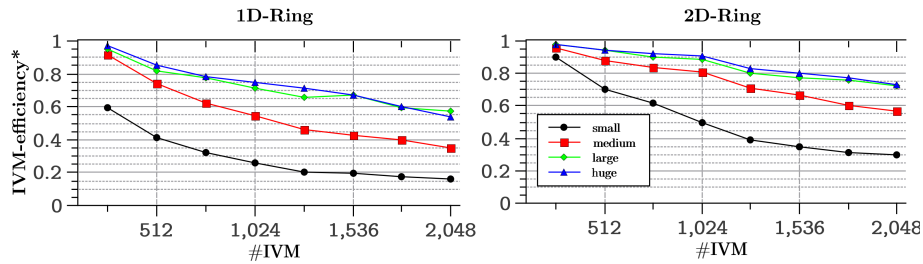 1D-Ring
IVM-efficiency*
1
0.8
0.6
0.4
0.2
0
512
1,024
1,536
2,048
#IVM
2D-Ring
1
0.8
0.6
0.4
0.2
0
small
medium
large
huge
512
1,024
1,536
2,048
#IVM